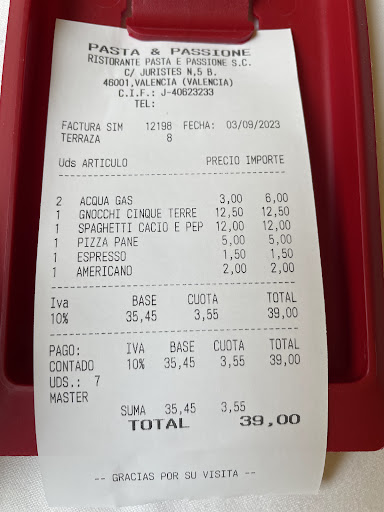 PASTA & PASSIONE
RISTORANTE PASTA E PASSIONE S.C.
C/ JURISTES N,5 B.
46001,VALENCIA (VALENCIA)
C.I.F.: J-40623233
TEL:
FACTURA SIM 12198 FECHA: 03/09/2023
TERRAZA 8
Uds ARTICULO PRECIO IMPORTE
2 ACQUA GAS 3,00 6,00
1 GNOCCHI CINQUE TERRE 12,50 12,50
1 SPAGHETTI CACIO E PEP 12,00 12,00
1 PIZZA PANE 5,00 5,00
1 ESPRESSO 1,50 1,50
1 AMERICANO 2,00 2,00
Iva BASE CUOTA TOTAL
10% 35,45 3,55 39,00
PAGO: IVA BASE CUOTA TOTAL
CONTADO 10% 35,45 3,55 39,00
UDS.: 7
MASTER
SUMA 35,45 3,55
TOTAL 39,00
-- GRACIAS POR SU VISITA --